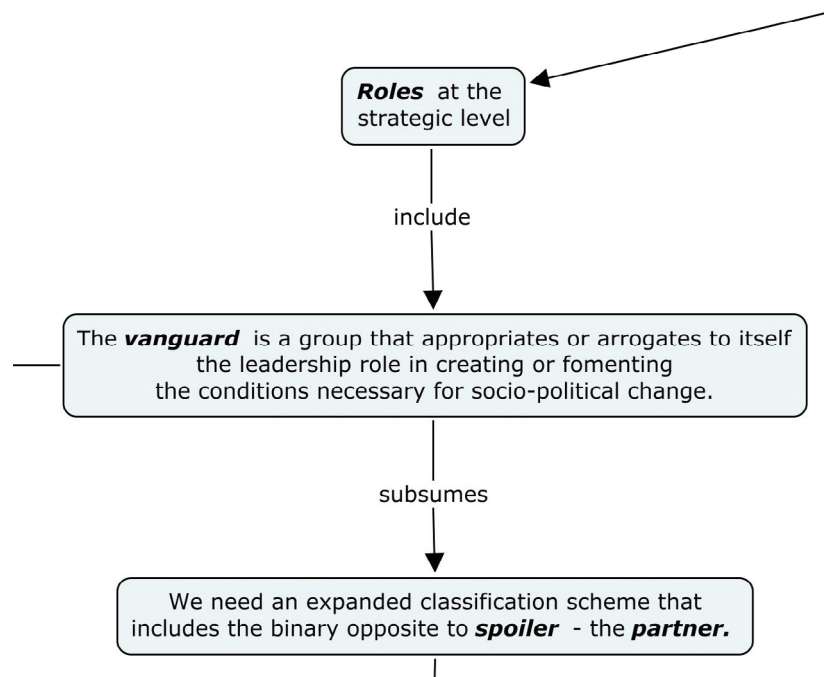 Roles at the
strategic level
include
The vanguard is a group that appropriates or arrogates to itself
the leadership role in creating or fomenting
the conditions necessary for socio-political change.
subsumes
We need an expanded classification scheme that
includes the binary opposite to spoiler - the partner.